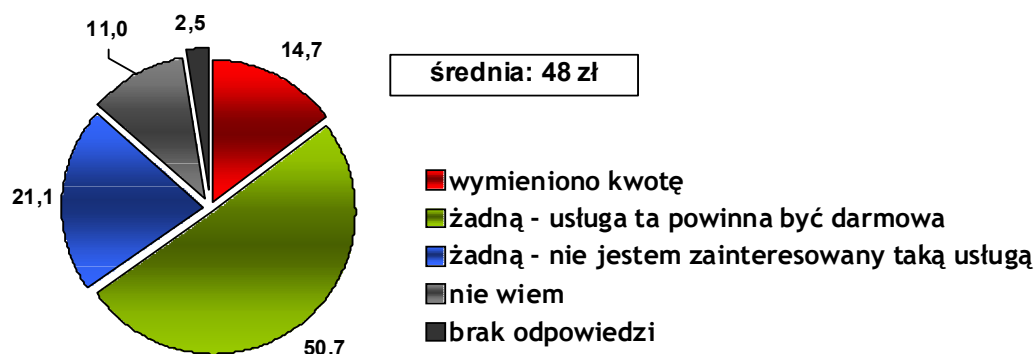 2,5
11,0
14,7
średnia: 48 zł
21,1
50,7
wymieniono kwotę
żadną - usługa ta powinna być darmowa
żadną - nie jestem zainteresowany taką usługą
nie wiem
brak odpowiedzi